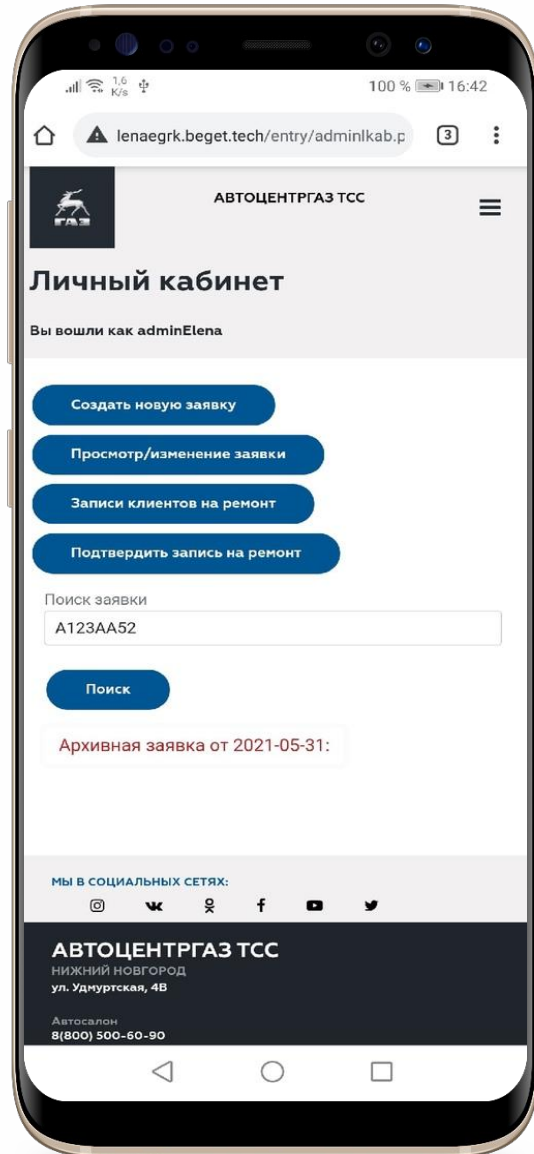 1,6
K/s
100 % 16:42
lenaegrk.beget.tech/entry/adminlkab.p
3
ГАЗ
АВТОЦЕНТРГАЗ ТСС
Личный кабинет
Вы вошли как adminElena
Создать новую заявку
Просмотр/изменение заявки
Записи клиентов на ремонт
Подтвердить запись на ремонт
Поиск заявки
А123АА52
Поиск
Архивная заявка от 2021-05-31:
МЫ В СОЦИАЛЬНЫХ СЕТЯХ:
АВТОЦЕНТРГАЗ ТСС
НИЖНИЙ НОВГОРОД
ул. Удмуртская, 4В
Автосалон
8(800) 500-60-90